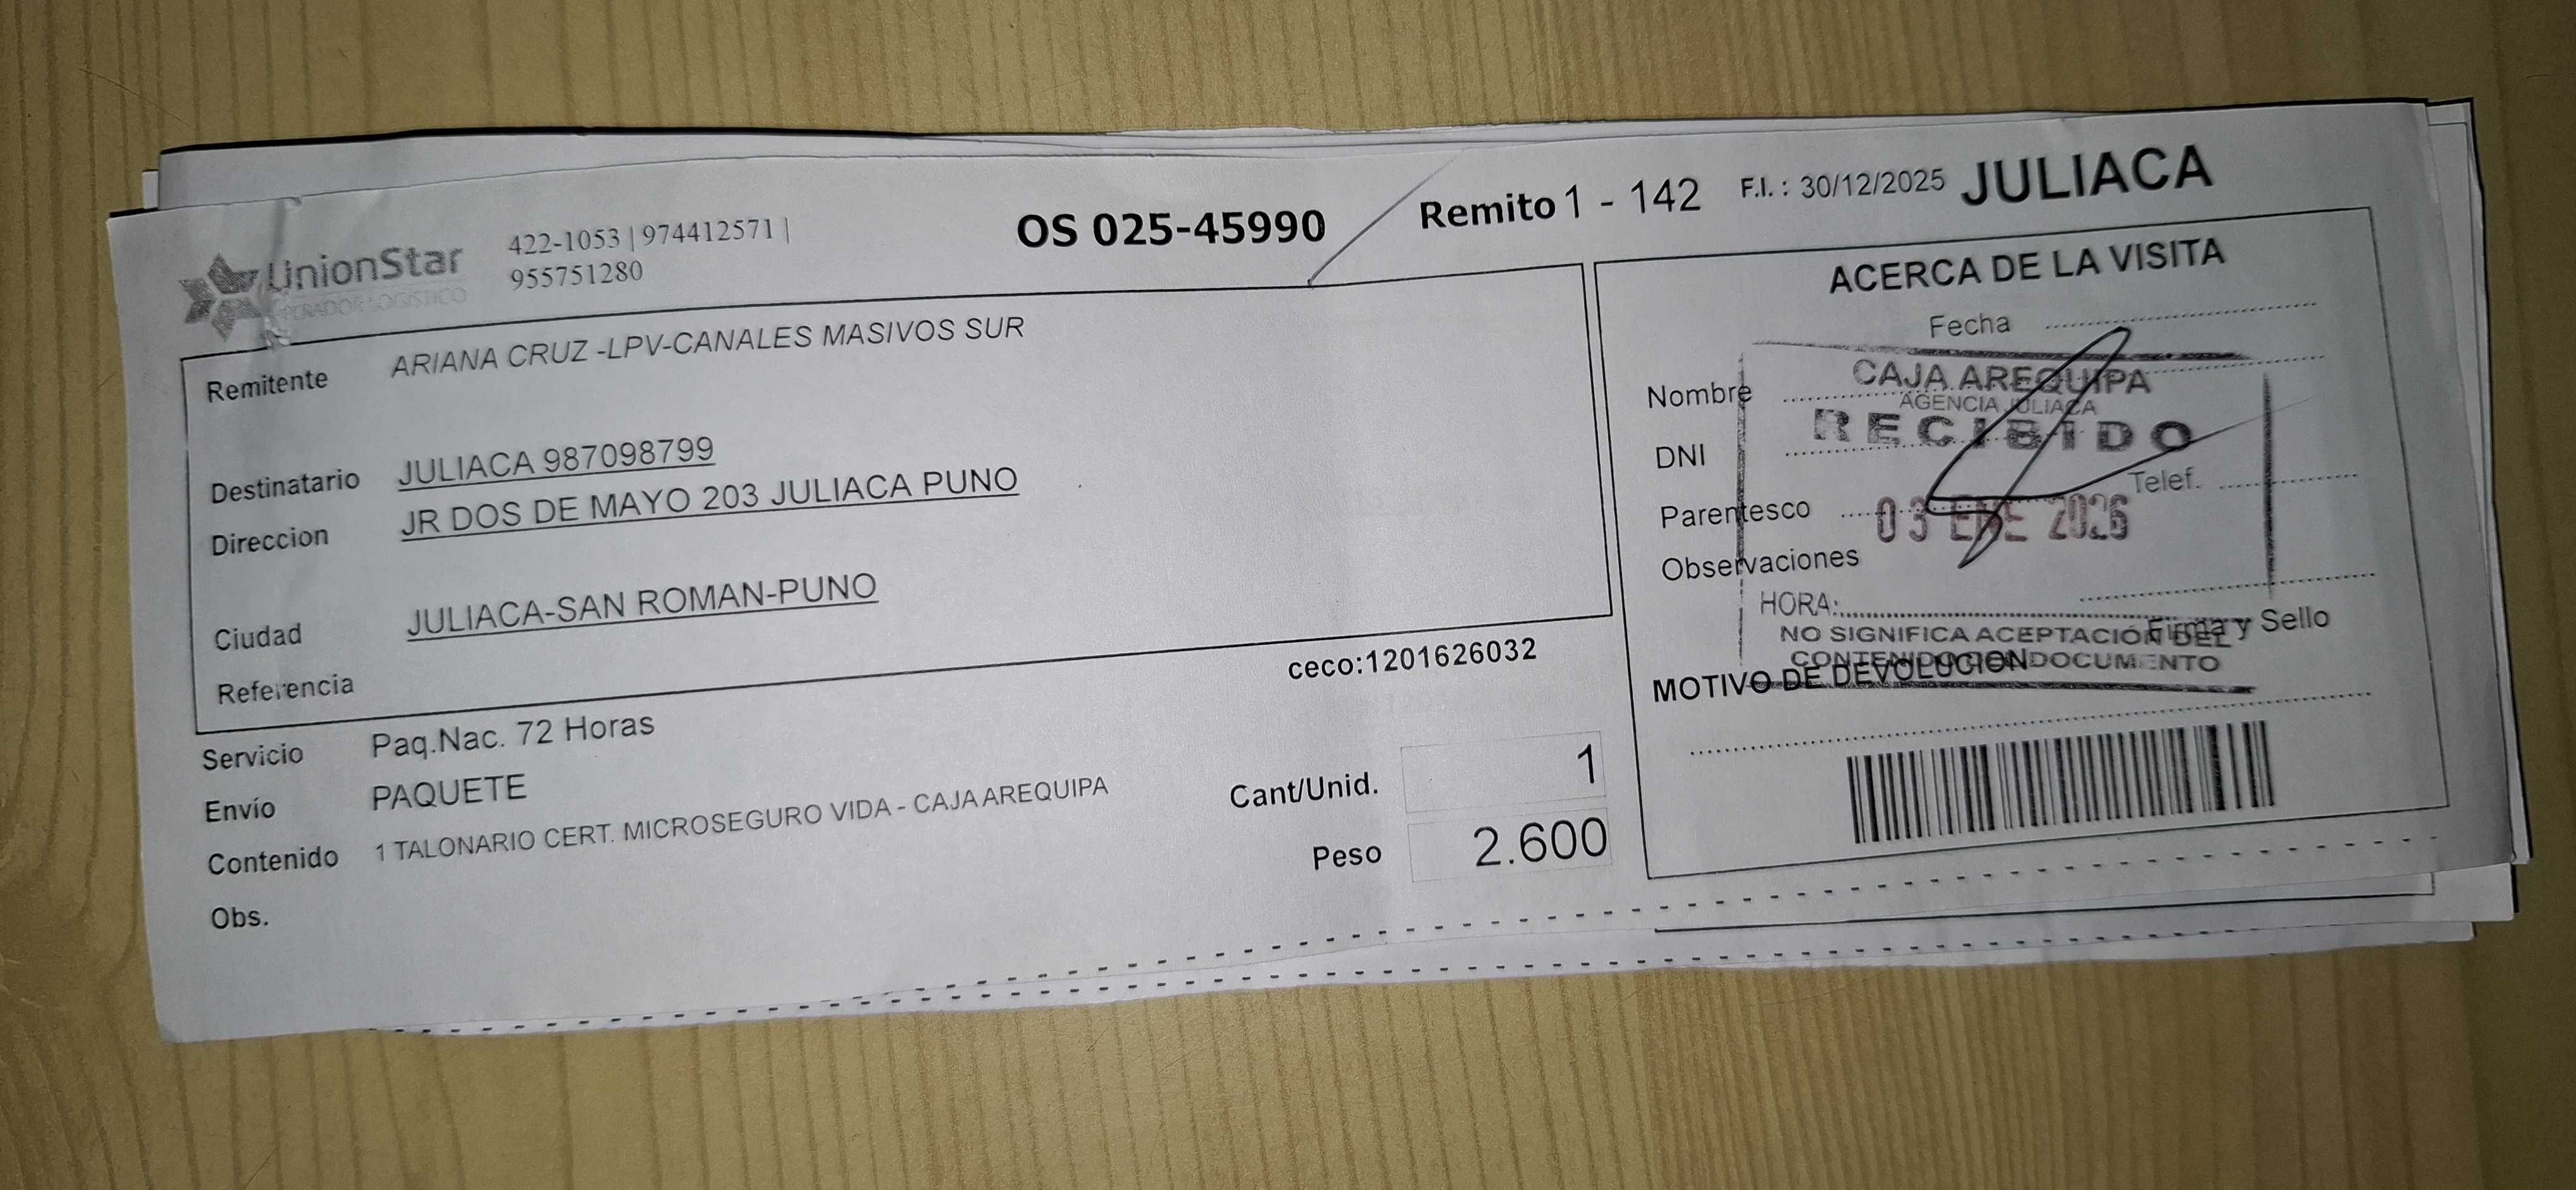 UnionStar
OPERADOR LOGÍSTICO
422-1053 | 974412571 |
955751280
OS 025-45990
Remito 1 - 142
F.I. : 30/12/2025
JULIACA
Remitente ARIANA CRUZ -LPV-CANALES MASIVOS SUR
Destinatario JULIACA 987098799
Direccion JR DOS DE MAYO 203 JULIACA PUNO
Ciudad JULIACA-SAN ROMAN-PUNO
Referencia
ceco:1201626032
Servicio Paq.Nac. 72 Horas
Envío PAQUETE
Contenido 1 TALONARIO CERT. MICROSEGURO VIDA - CAJA AREQUIPA
Obs.
Cant/Unid. 1
Peso 2.600
ACERCA DE LA VISITA
Fecha
Nombre
DNI
Telef.
Parentesco
Observaciones
Firma y Sello
MOTIVO DE DEVOLUCION
CAJA AREQUIPA
AGENCIA JULIACA
RECIBIDO
03 ENE 2026
HORA:
NO SIGNIFICA ACEPTACIÓN DEL
CONTENIDO DEL DOCUMENTO